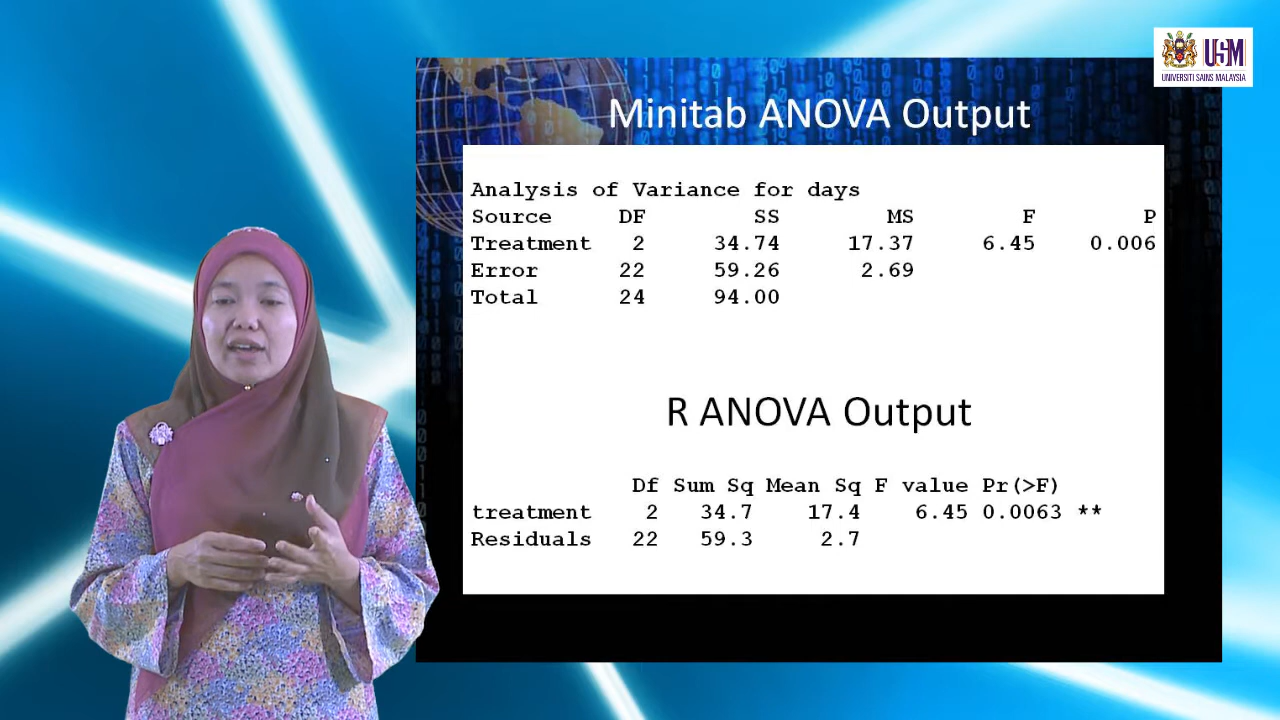 USM
UNIVERSITI SAINS MALAYSIA
Minitab ANOVA Output
Analysis of Variance for days
Source DF SS MS F P
Treatment 2 34.74 17.37 6.45 0.006
Error 22 59.26 2.69
Total 24 94.00
R ANOVA Output
Df Sum Sq Mean Sq F value Pr(>F)
treatment 2 34.7 17.4 6.45 0.0063 **
Residuals 22 59.3 2.7